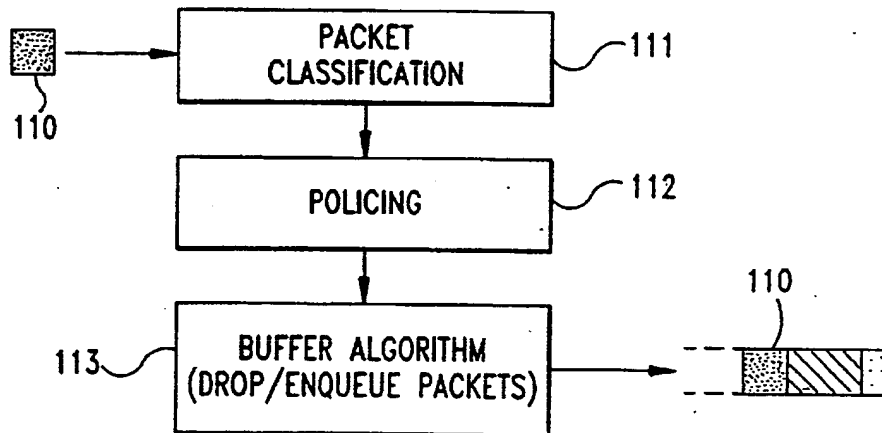 PACKET
CLASSIFICATION
111
110
POLICING
112
110
BUFFER ALGORITHM
(DROP/ENQUEUE PACKETS)
113